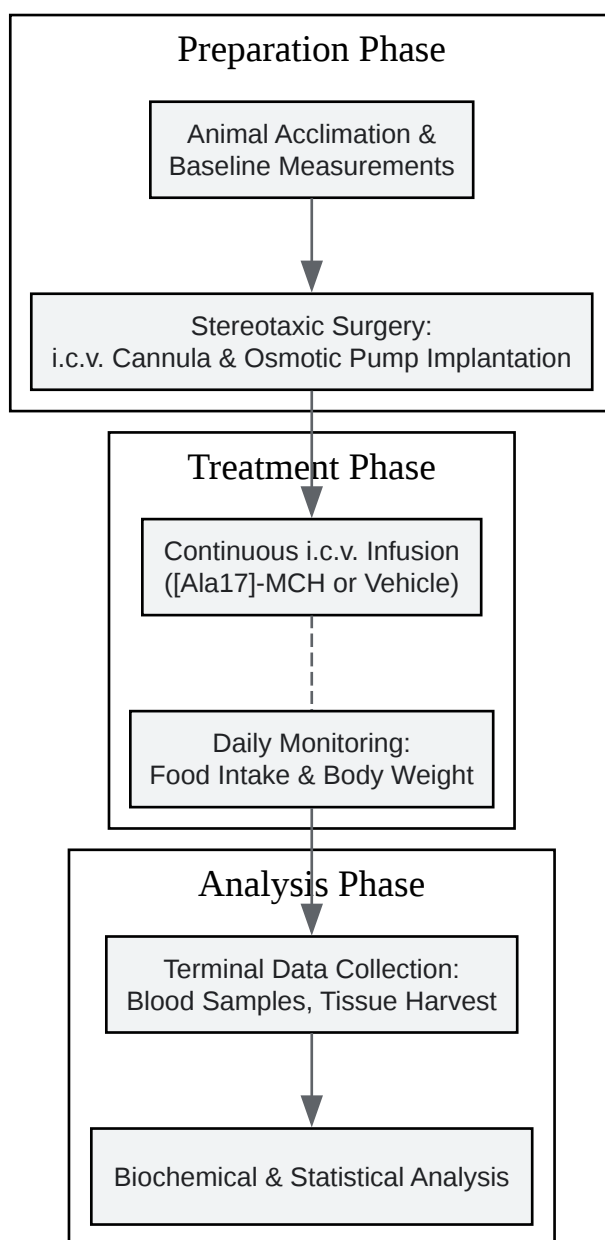 Preparation Phase
Animal Acclimation &
Baseline Measurements
Stereotaxic Surgery:
i.c.v. Cannula & Osmotic Pump Implantation
Treatment Phase
Continuous i.c.v. Infusion
([Ala17]-MCH or Vehicle)
Daily Monitoring:
Food Intake & Body Weight
Analysis Phase
Terminal Data Collection:
Blood Samples, Tissue Harvest
Biochemical & Statistical Analysis